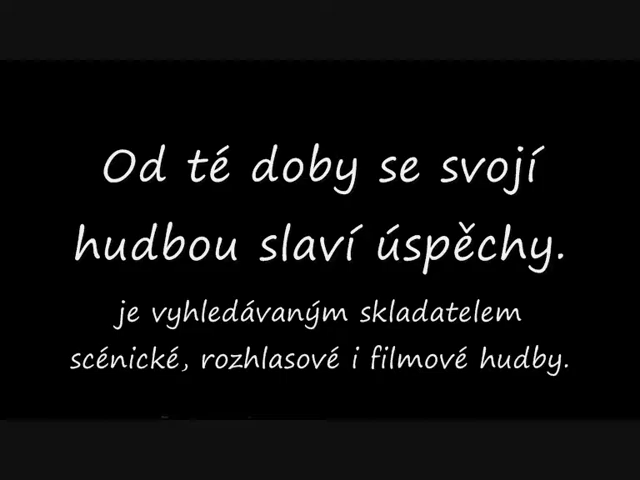 Od té doby se svojí
hudbou slaví úspěchy.
je vyhledávaným skladatelem
scénické, rozhlasové i filmové hudby.